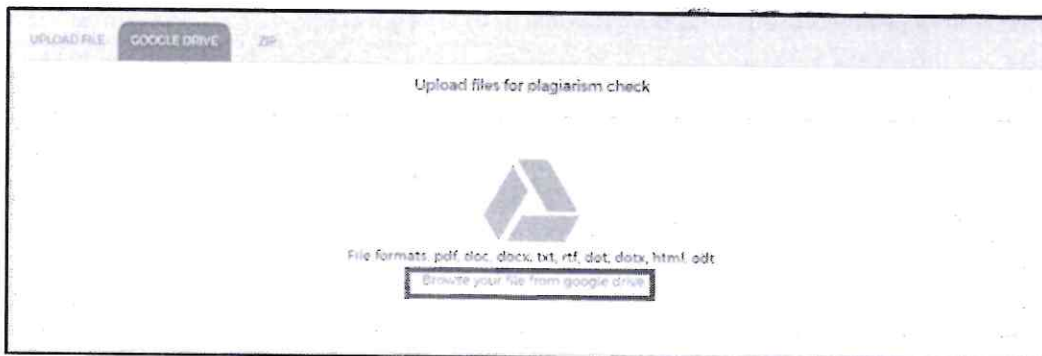 UPLOAD FILE GOOGLE DRIVE ZIP
Upload files for plagiarism check
File formats, pdf, doc, docx, txt, rtf, dot, dotx, html, odt
Browse your file from google drive